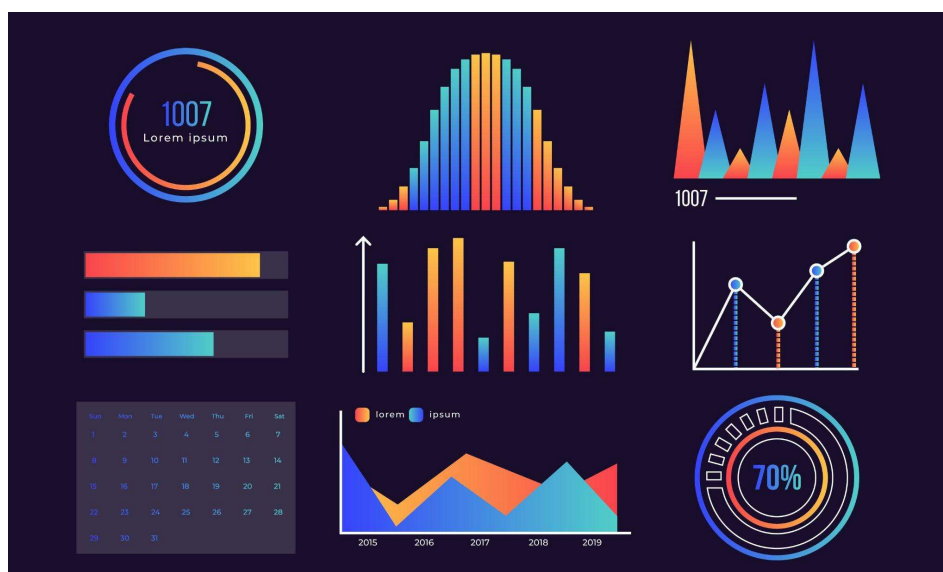 1007
Lorem ipsum
1007
Sun Mon Tue Wed Thu Fri Sat
1 2 3 4 5 6 7
8 9 10 11 12 13 14
15 16 17 18 19 20 21
22 23 24 25 26 27 28
29 30 31
lorem ipsum
2015 2016 2017 2018 2019
70%